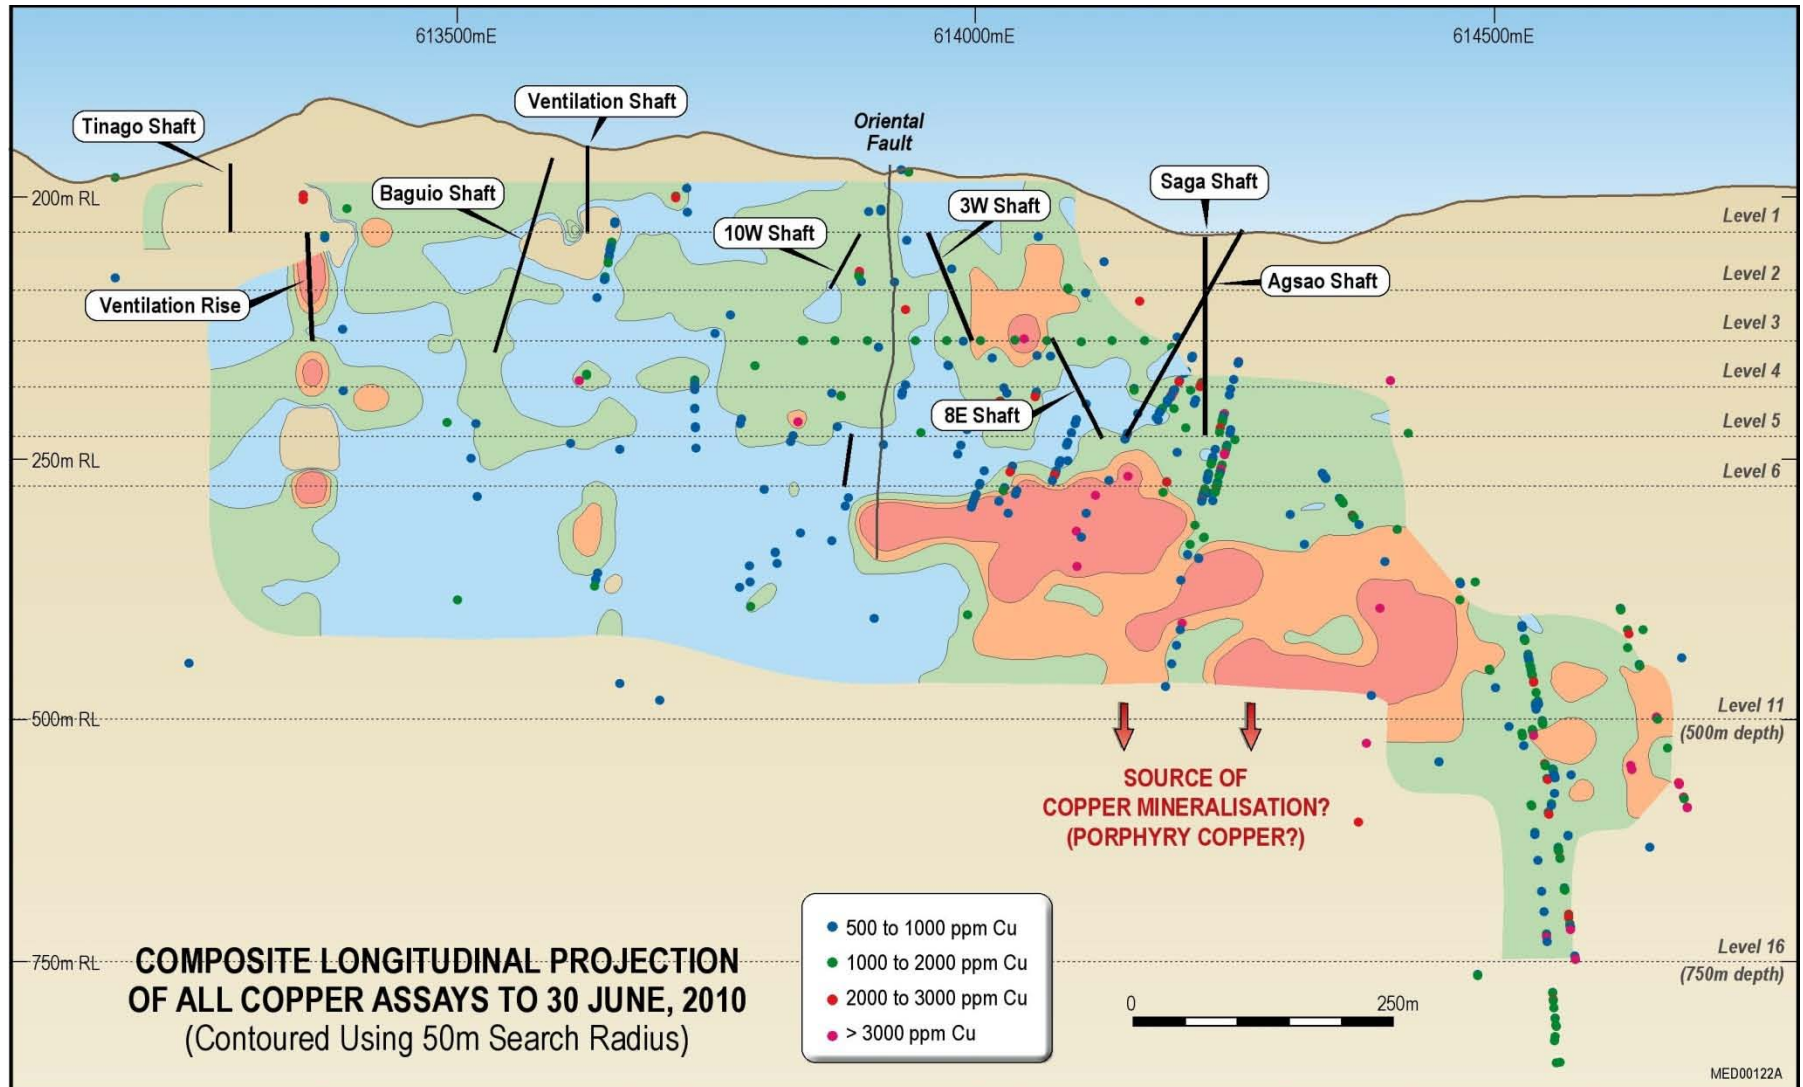 613500mE
614000mE
614500mE
Ventilation Shaft
Tinago Shaft
Oriental
Fault
Saga Shaft
Baguio Shaft
200m RL
3W Shaft
Level 1
10W Shaft
Level 2
Agsao Shaft
Ventilation Rise
Level 3
Level 4
8E Shaft
Level 5
250m RL
Level 6
500m RL
Level 11
(500m depth)
SOURCE OF
COPPER MINERALISATION?
(PORPHYRY COPPER?)
500 to 1000 ppm Cu
1000 to 2000 ppm Cu
2000 to 3000 ppm Cu
> 3000 ppm Cu
Level 16
(750m depth)
750m RL
COMPOSITE LONGITUDINAL PROJECTION
OF ALL COPPER ASSAYS TO 30 JUNE, 2010
(Contoured Using 50m Search Radius)
0
250m
MED00122A